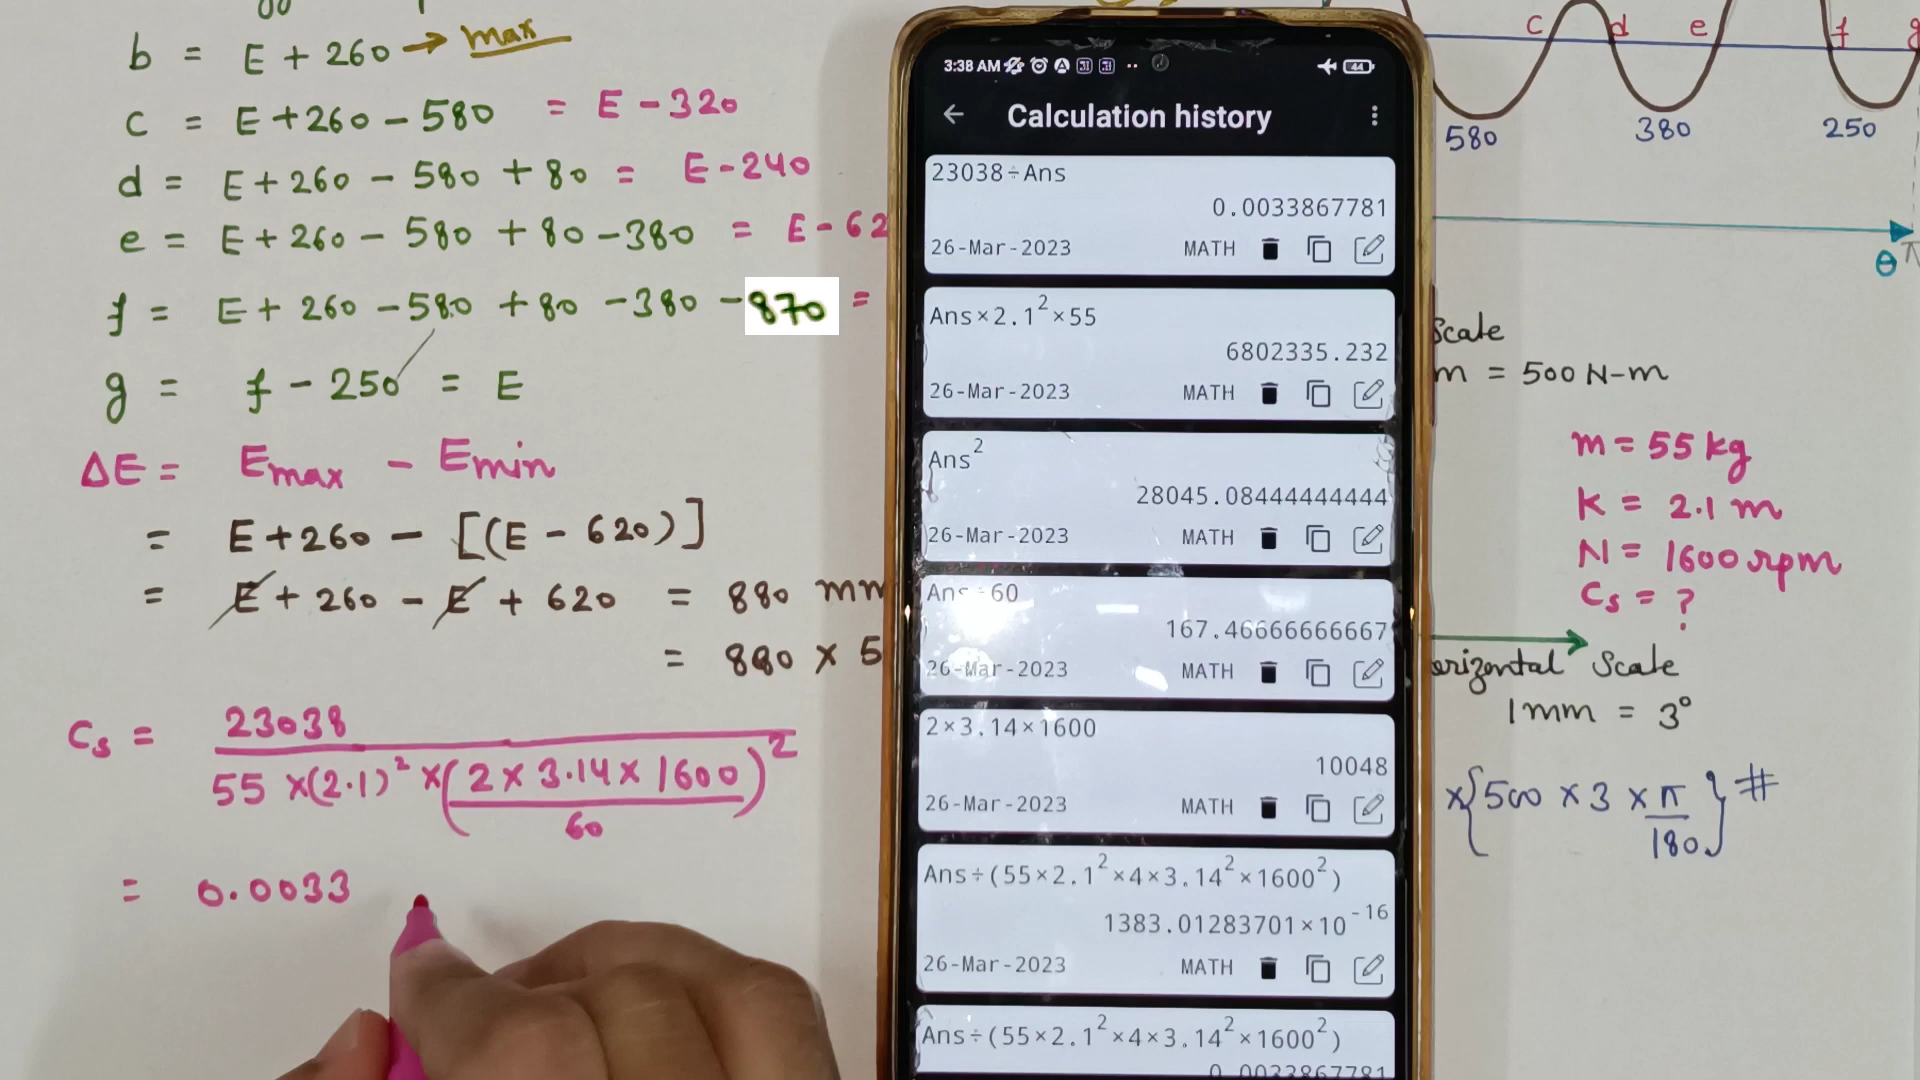 b = E + 260 → max
c = E + 260 - 580 = E - 320
d = E + 260 - 580 + 80 = E - 240
e = E + 260 - 580 + 80 - 380 = E - 62
f = E + 260 - 580 + 80 - 380 - 870 =
g = f - 250 = E
ΔE = Emax - Emin
= E + 260 - [(E - 620)]
= E + 260 - E + 620 = 880 mm
= 880 × 5
Cs = 23038
55 × (2.1)² × (2 × 3.14 × 1600)²
60
= 0.0033
3:38 AM
44
Calculation history
23038÷Ans
0.0033867781
26-Mar-2023 MATH
Ans×2.1²×55
6802335.232
26-Mar-2023 MATH
Ans²
28045.08444444444
26-Mar-2023 MATH
Ans÷60
167.46666666667
26-Mar-2023 MATH
2×3.14×1600
10048
26-Mar-2023 MATH
Ans÷(55×2.1²×4×3.14²×1600²)
1383.01283701×10⁻¹⁶
26-Mar-2023 MATH
Ans÷(55×2.1²×4×3.14²×1600²)
0.0033867781
c d e f g
580 380 250
θ
Scale
m = 500 N-m
m = 55 kg
K = 2.1 m
N = 1600 rpm
Cs = ?
orizontal Scale
1mm = 3°
×{500 × 3 × π
180} #